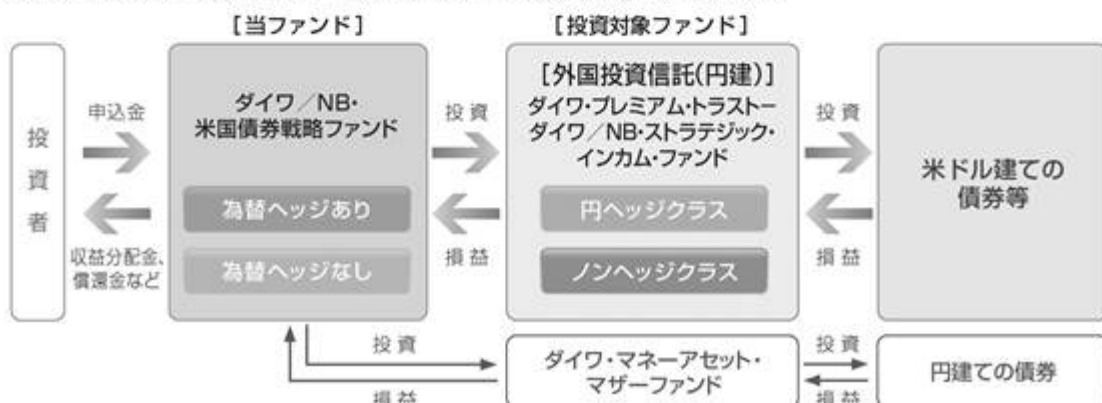 [当ファンド]
[投資対象ファンド]
投資者
申込金
収益分配金、
償還金など
ダイワ／NB・
米国債券戦略ファンド
為替ヘッジあり
為替ヘッジなし
投資
損益
[外国投資信託(円建)]
ダイワ・プレミアム・トラスト－
ダイワ／NB・ストラテジック・
インカム・ファンド
円ヘッジクラス
ノンヘッジクラス
投資
損益
米ドル建ての
債券等
投資
損益
ダイワ・マネーアセット・
マザーファンド
投資
損益
円建ての債券